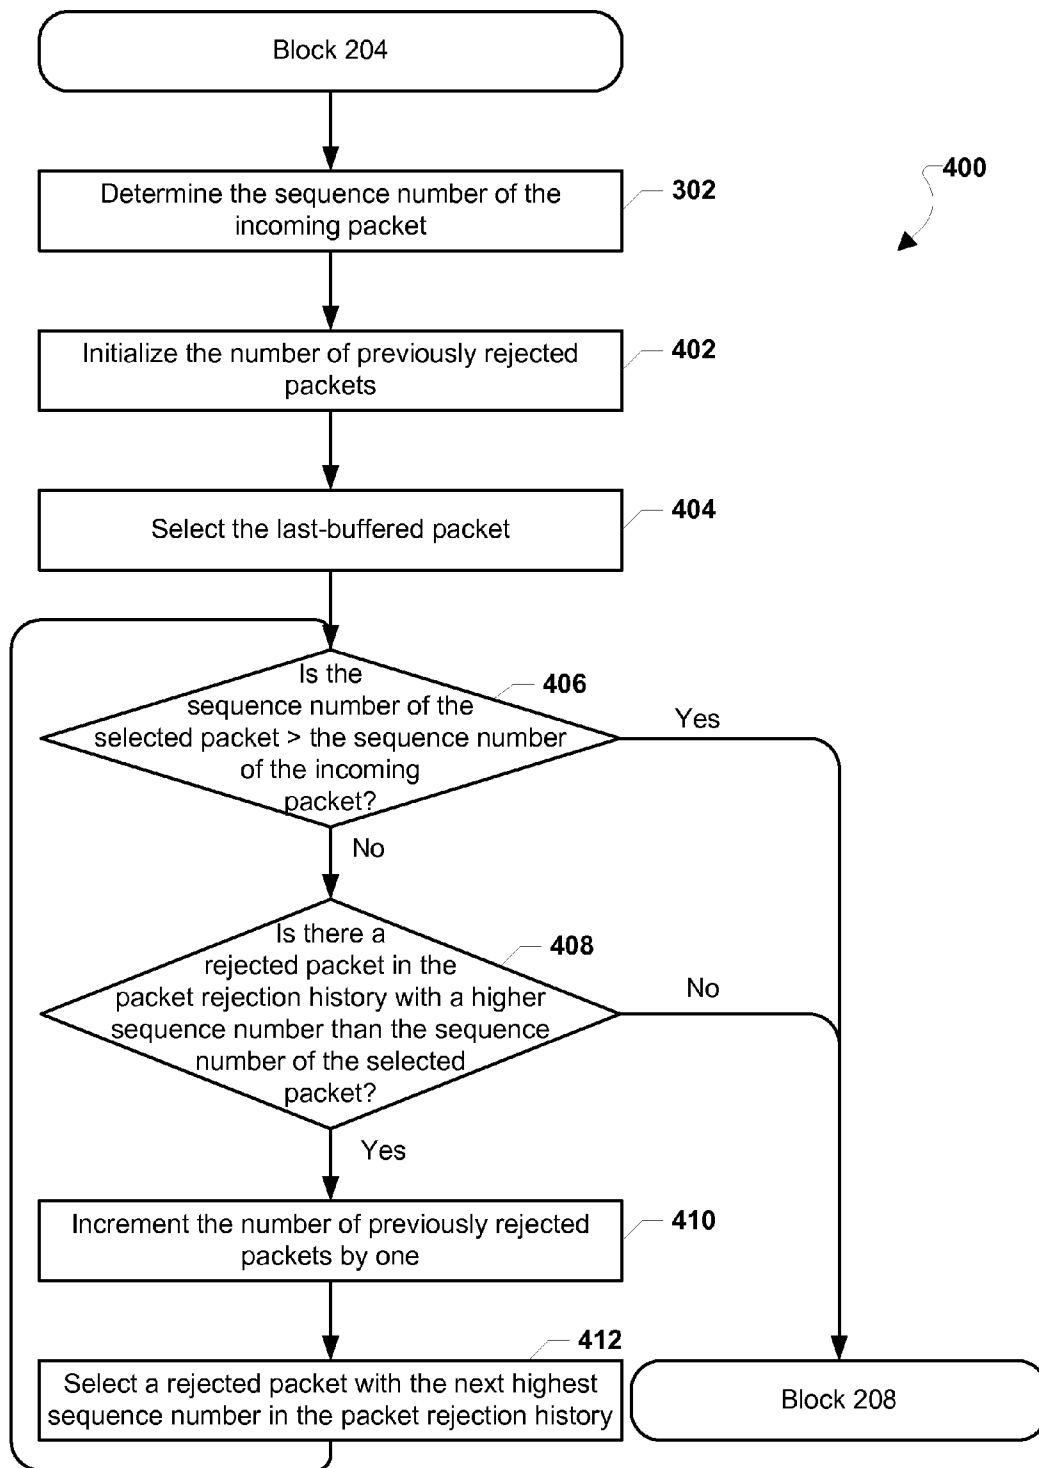 Block 204
Determine the sequence number of the
incoming packet
302
400
Initialize the number of previously rejected
packets
402
Select the last-buffered packet
404
Is the
sequence number of the
selected packet > the sequence number
of the incoming
packet?
406
Yes
No
Is there a
rejected packet in the
packet rejection history with a higher
sequence number than the sequence
number of the selected
packet?
408
No
Yes
Increment the number of previously rejected
packets by one
410
412
Select a rejected packet with the next highest
sequence number in the packet rejection history
Block 208